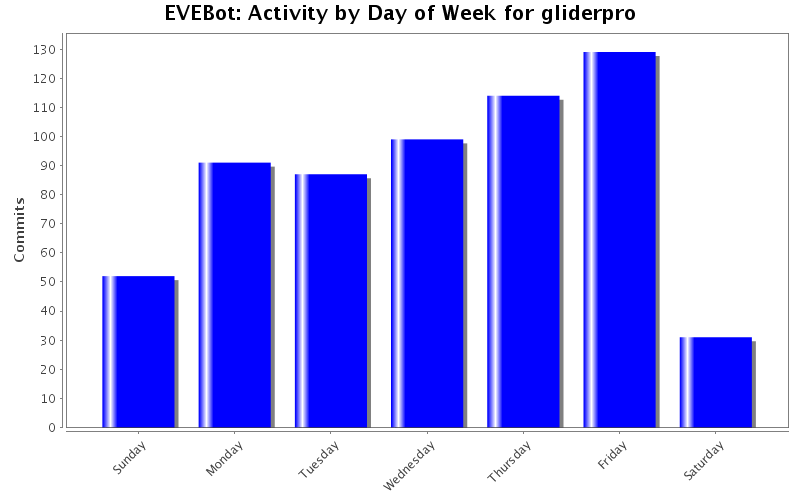 EVEBot: Activity by Day of Week for gliderpro
130
120
110
100
90
80
70
60
50
40
30
20
10
0
Commits
Sunday
Monday
Tuesday
Wednesday
Thursday
Friday
Saturday